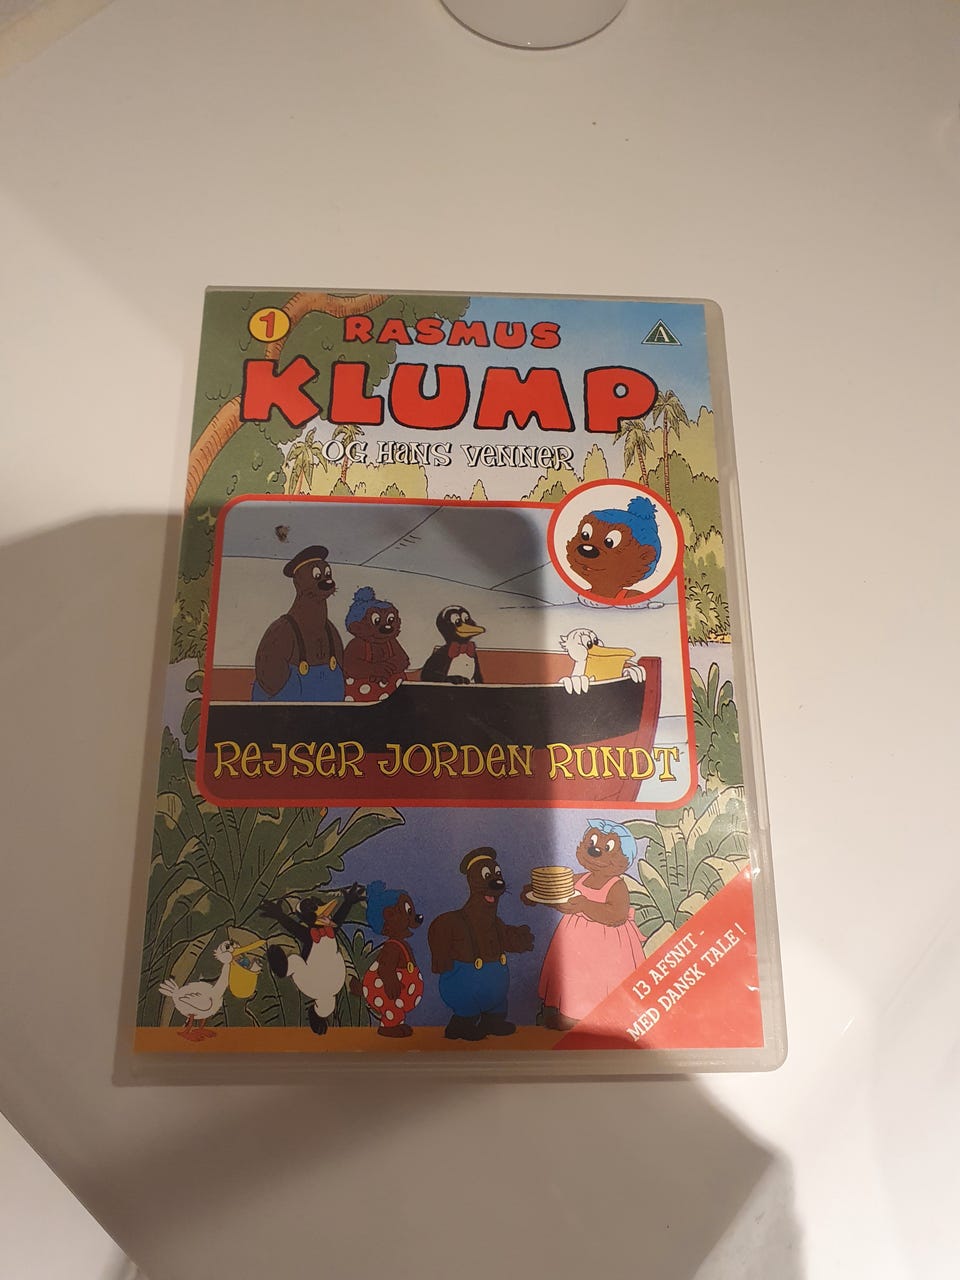 1
RASMUS
KLUMP
OG HANS VENNER
A
REJSER JORDEN RUNDT
13 AFSNIT -
MED DANSK TALE!